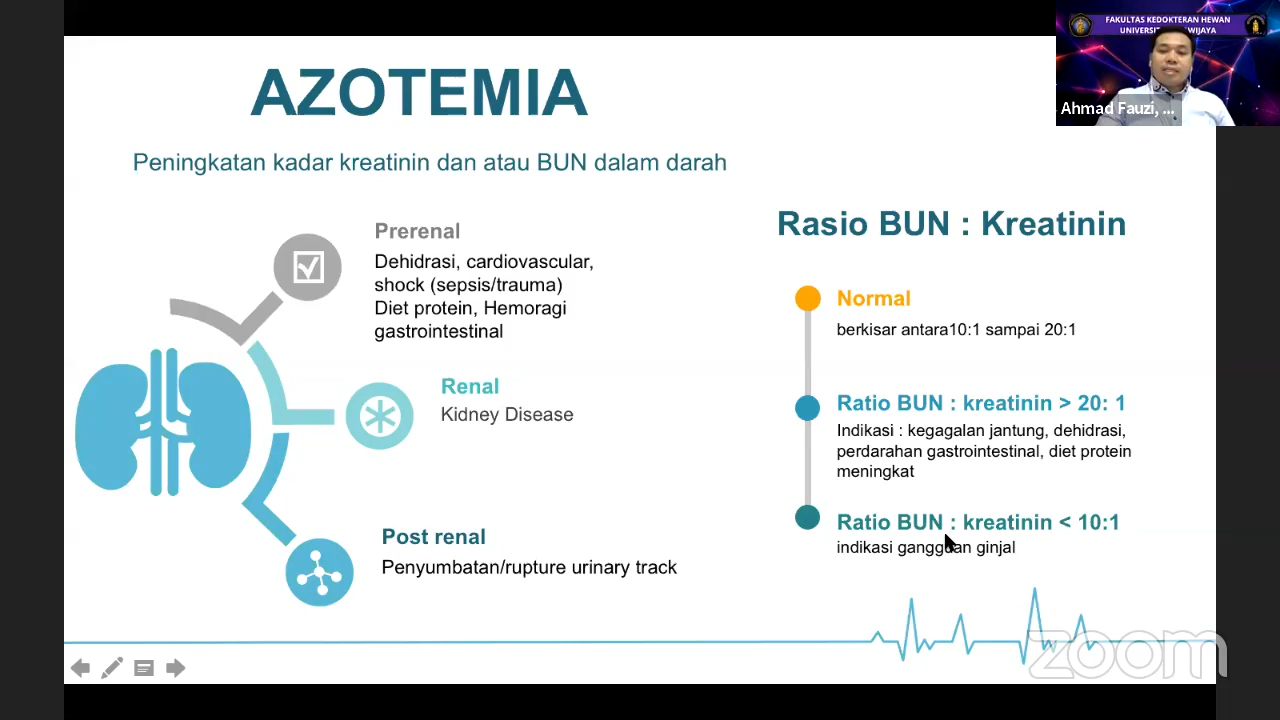 AZOTEMIA
Peningkatan kadar kreatinin dan atau BUN dalam darah
Prerenal
Dehidrasi, cardiovascular,
shock (sepsis/trauma)
Diet protein, Hemoragi
gastrointestinal
Renal
Kidney Disease
Post renal
Penyumbatan/rupture urinary track
Rasio BUN : Kreatinin
Normal
berkisar antara10:1 sampai 20:1
Ratio BUN : kreatinin > 20: 1
Indikasi : kegagalan jantung, dehidrasi,
perdarahan gastrointestinal, diet protein
meningkat
Ratio BUN : kreatinin < 10:1
indikasi gangguan ginjal
FAKULTAS KEDOKTERAN HEWAN
Ahmad Fauzi, ...
zoom